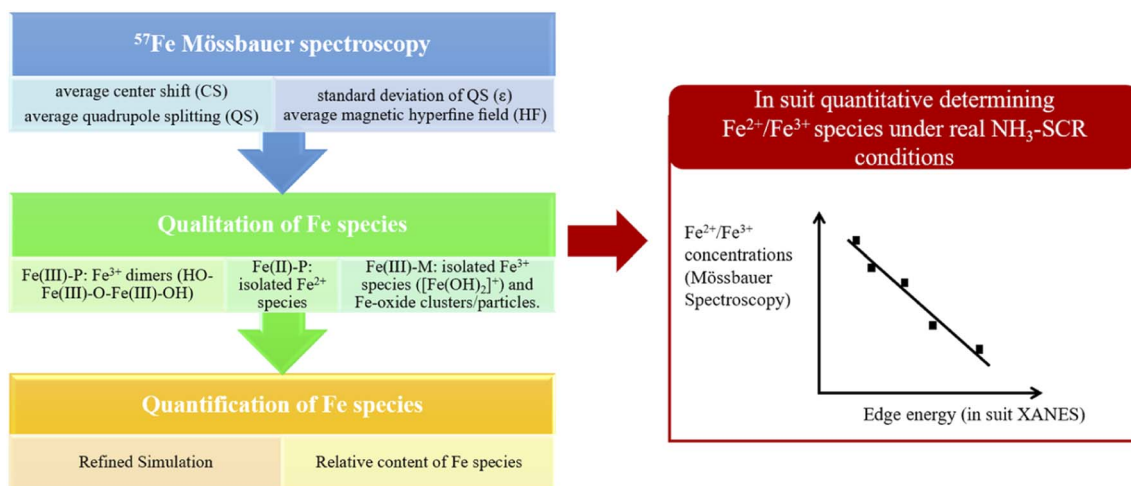 ⁵⁷Fe Mössbauer spectroscopy
average center shift (CS)
average quadrupole splitting (QS)
standard deviation of QS (ε)
average magnetic hyperfine field (HF)
Qualitation of Fe species
Fe(III)-P: Fe³⁺ dimers (HO-
Fe(III)-O-Fe(III)-OH)
Fe(II)-P:
isolated Fe²⁺
species
Fe(III)-M: isolated Fe³⁺
species ([Fe(OH)₂]⁺) and
Fe-oxide clusters/particles.
Quantification of Fe species
Refined Simulation
Relative content of Fe species
In suit quantitative determining
Fe²⁺/Fe³⁺ species under real NH₃-SCR
conditions
Fe²⁺/Fe³⁺
concentrations
(Mössbauer
Spectroscopy)
Edge energy (in suit XANES)